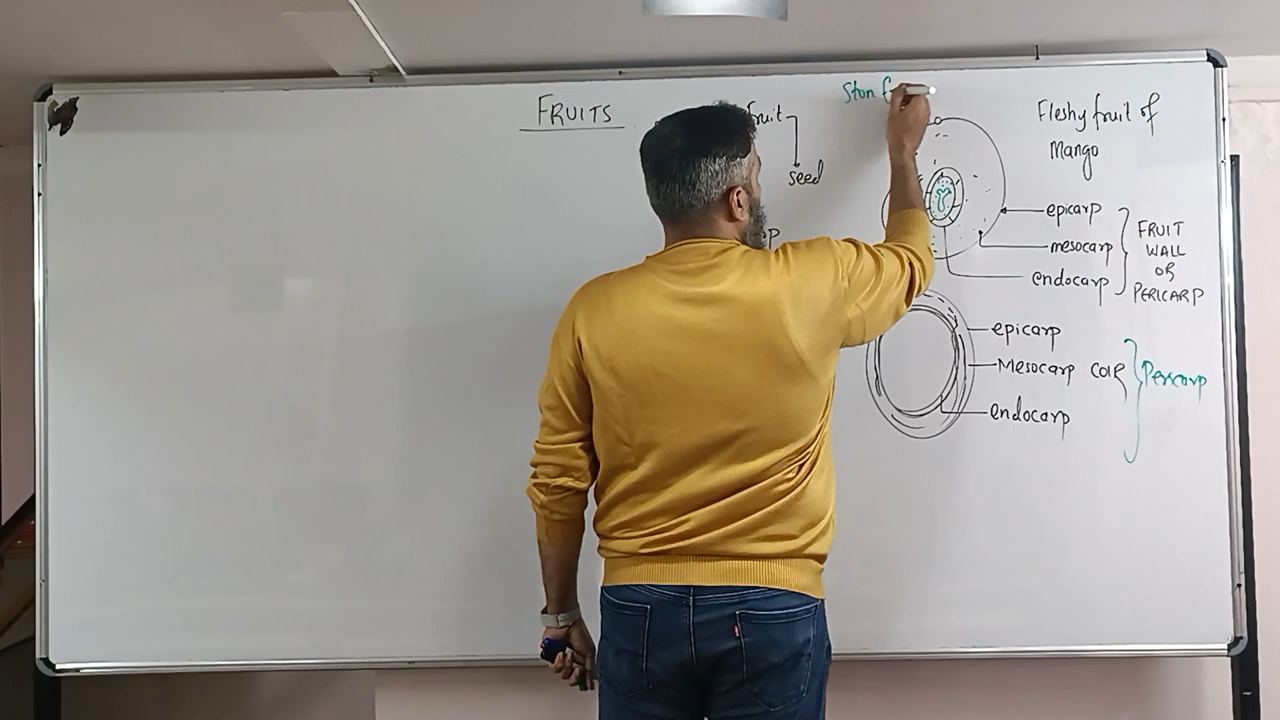 FRUITS
fruit
seed
Ston f
Fleshy fruit of
Mango
epicarp
mesocarp
endocarp
FRUIT
WALL
OR
PERICARP
epicarp
Mesocarp
endocarp
Pericarp